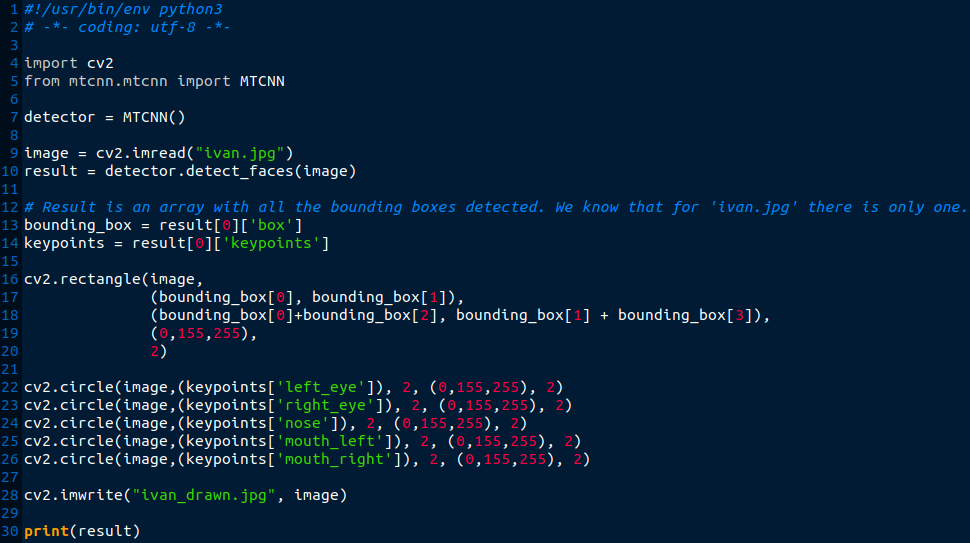 1 #!/usr/bin/env python3
2 # -*- coding: utf-8 -*-
3
4 import cv2
5 from mtcnn.mtcnn import MTCNN
6
7 detector = MTCNN()
8
9 image = cv2.imread("ivan.jpg")
10 result = detector.detect_faces(image)
11
12 # Result is an array with all the bounding boxes detected. We know that for 'ivan.jpg' there is only one.
13 bounding_box = result[0]['box']
14 keypoints = result[0]['keypoints']
15
16 cv2.rectangle(image,
17               (bounding_box[0], bounding_box[1]),
18               (bounding_box[0]+bounding_box[2], bounding_box[1] + bounding_box[3]),
19               (0,155,255),
20               2)
21
22 cv2.circle(image,(keypoints['left_eye']), 2, (0,155,255), 2)
23 cv2.circle(image,(keypoints['right_eye']), 2, (0,155,255), 2)
24 cv2.circle(image,(keypoints['nose']), 2, (0,155,255), 2)
25 cv2.circle(image,(keypoints['mouth_left']), 2, (0,155,255), 2)
26 cv2.circle(image,(keypoints['mouth_right']), 2, (0,155,255), 2)
27
28 cv2.imwrite("ivan_drawn.jpg", image)
29
30 print(result)